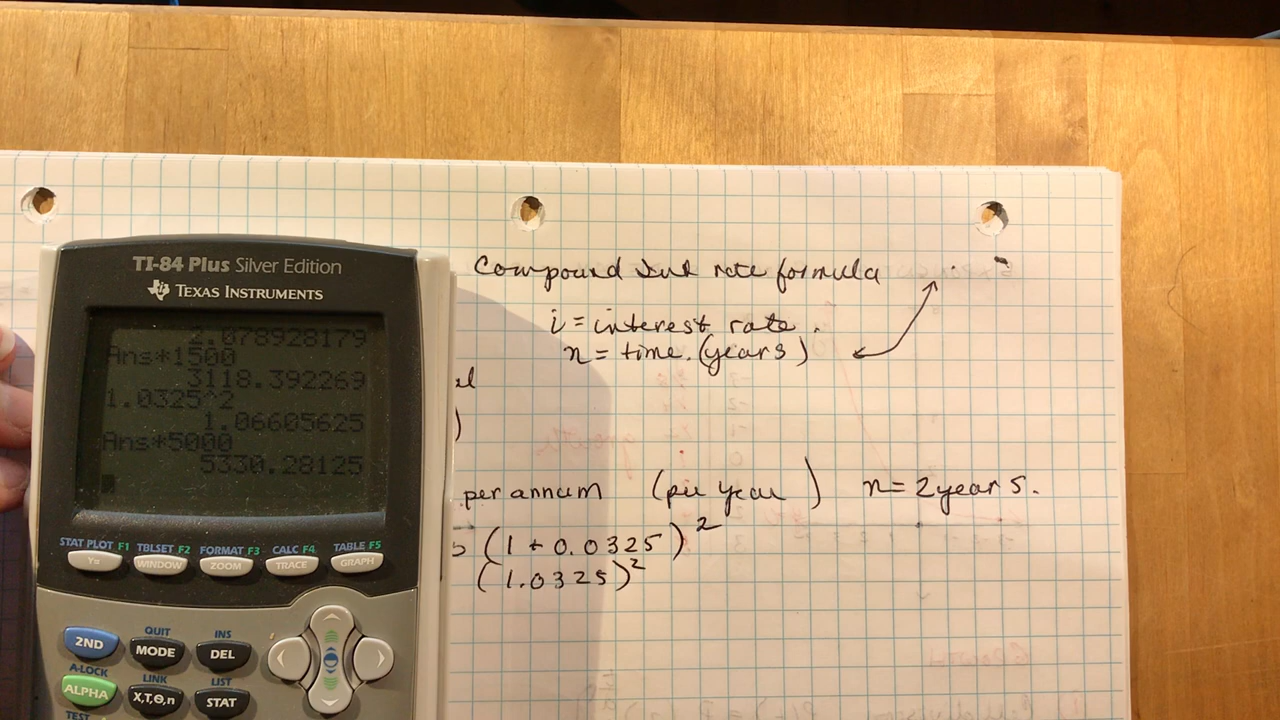 TI-84 Plus Silver Edition
TEXAS INSTRUMENTS
2.078928179
Ans*1500
3118.392269
1.0325^2
1.06605625
Ans*5000
5330.28125
STAT PLOT F1 TBLSET F2 FORMAT F3 CALC F4 TABLE F5
Y= WINDOW ZOOM TRACE GRAPH
QUIT INS
2ND MODE DEL
A-LOCK LINK LIST
ALPHA X,T,Θ,n STAT
TEST
Compound rate formula
i = interest rate.
n = time. (years)
)
per annum (per year) n = 2 years.
(1 + 0.0325)²
(1.0325)²